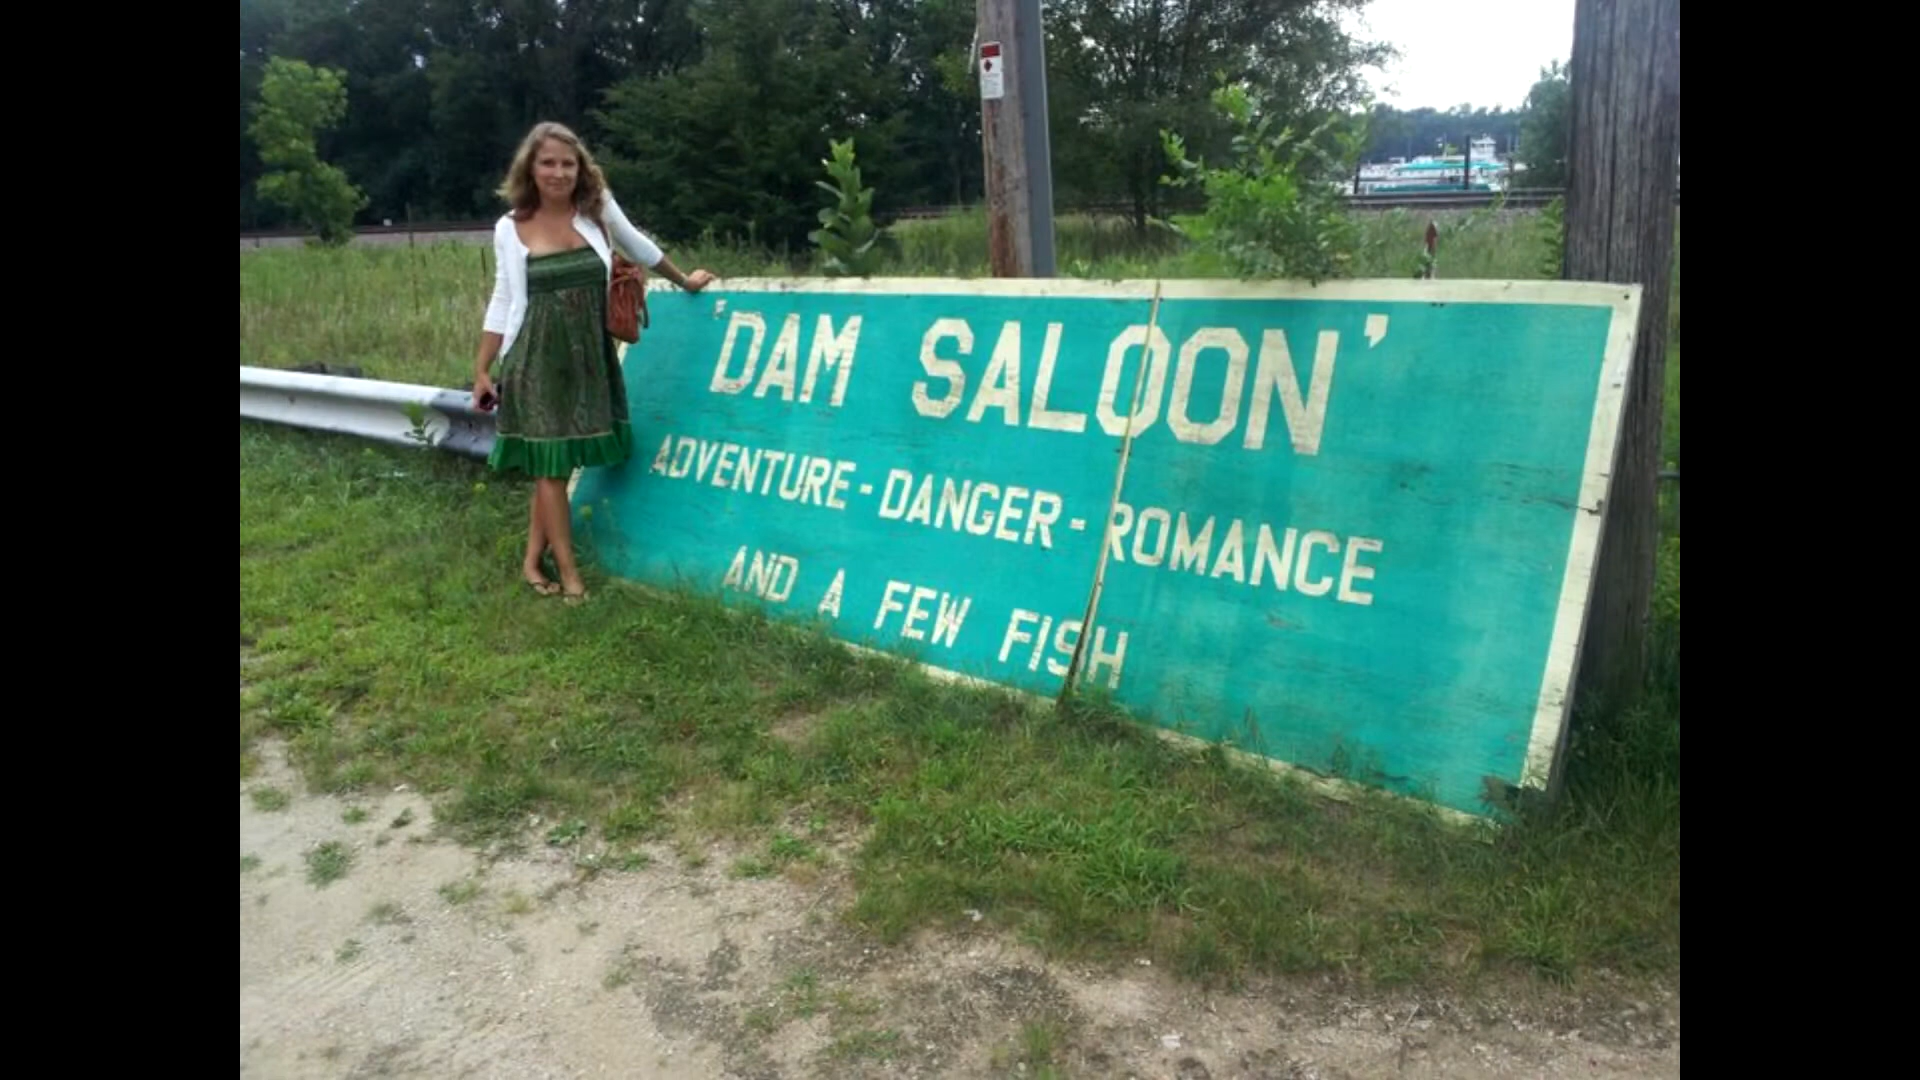 'DAM SALOON'
ADVENTURE - DANGER - ROMANCE
AND A FEW FISH